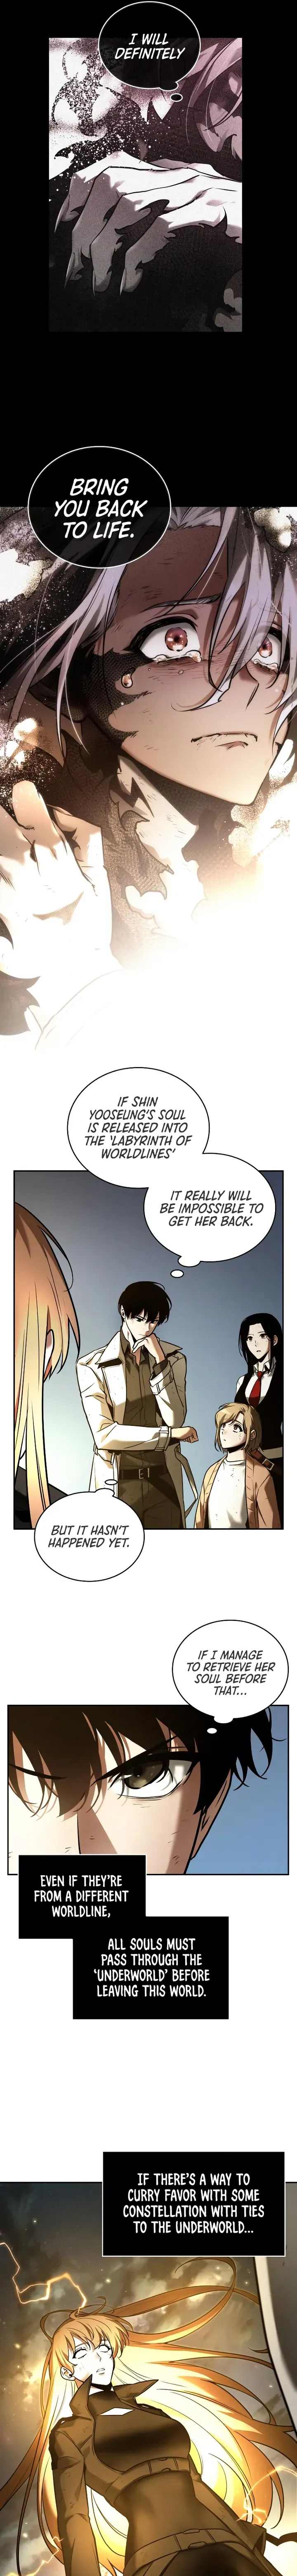 I WILL
DEFINITELY
BRING
YOU BACK
TO LIFE.
IF SHIN
YOOSEUNG'S SOUL
IS RELEASED INTO
THE 'LABYRINTH OF
WORLDLINES'
IT REALLY WILL
BE IMPOSSIBLE TO
GET HER BACK.
BUT IT HASN'T
HAPPENED YET.
IF I MANAGE
TO RETRIEVE HER
SOUL BEFORE
THAT...
EVEN IF THEY'RE
FROM A DIFFERENT
WORLDLINE,
ALL SOULS MUST
PASS THROUGH THE
'UNDERWORLD' BEFORE
LEAVING THIS WORLD.
IF THERE'S A WAY TO
CURRY FAVOR WITH SOME
CONSTELLATION WITH TIES
TO THE UNDERWORLD...